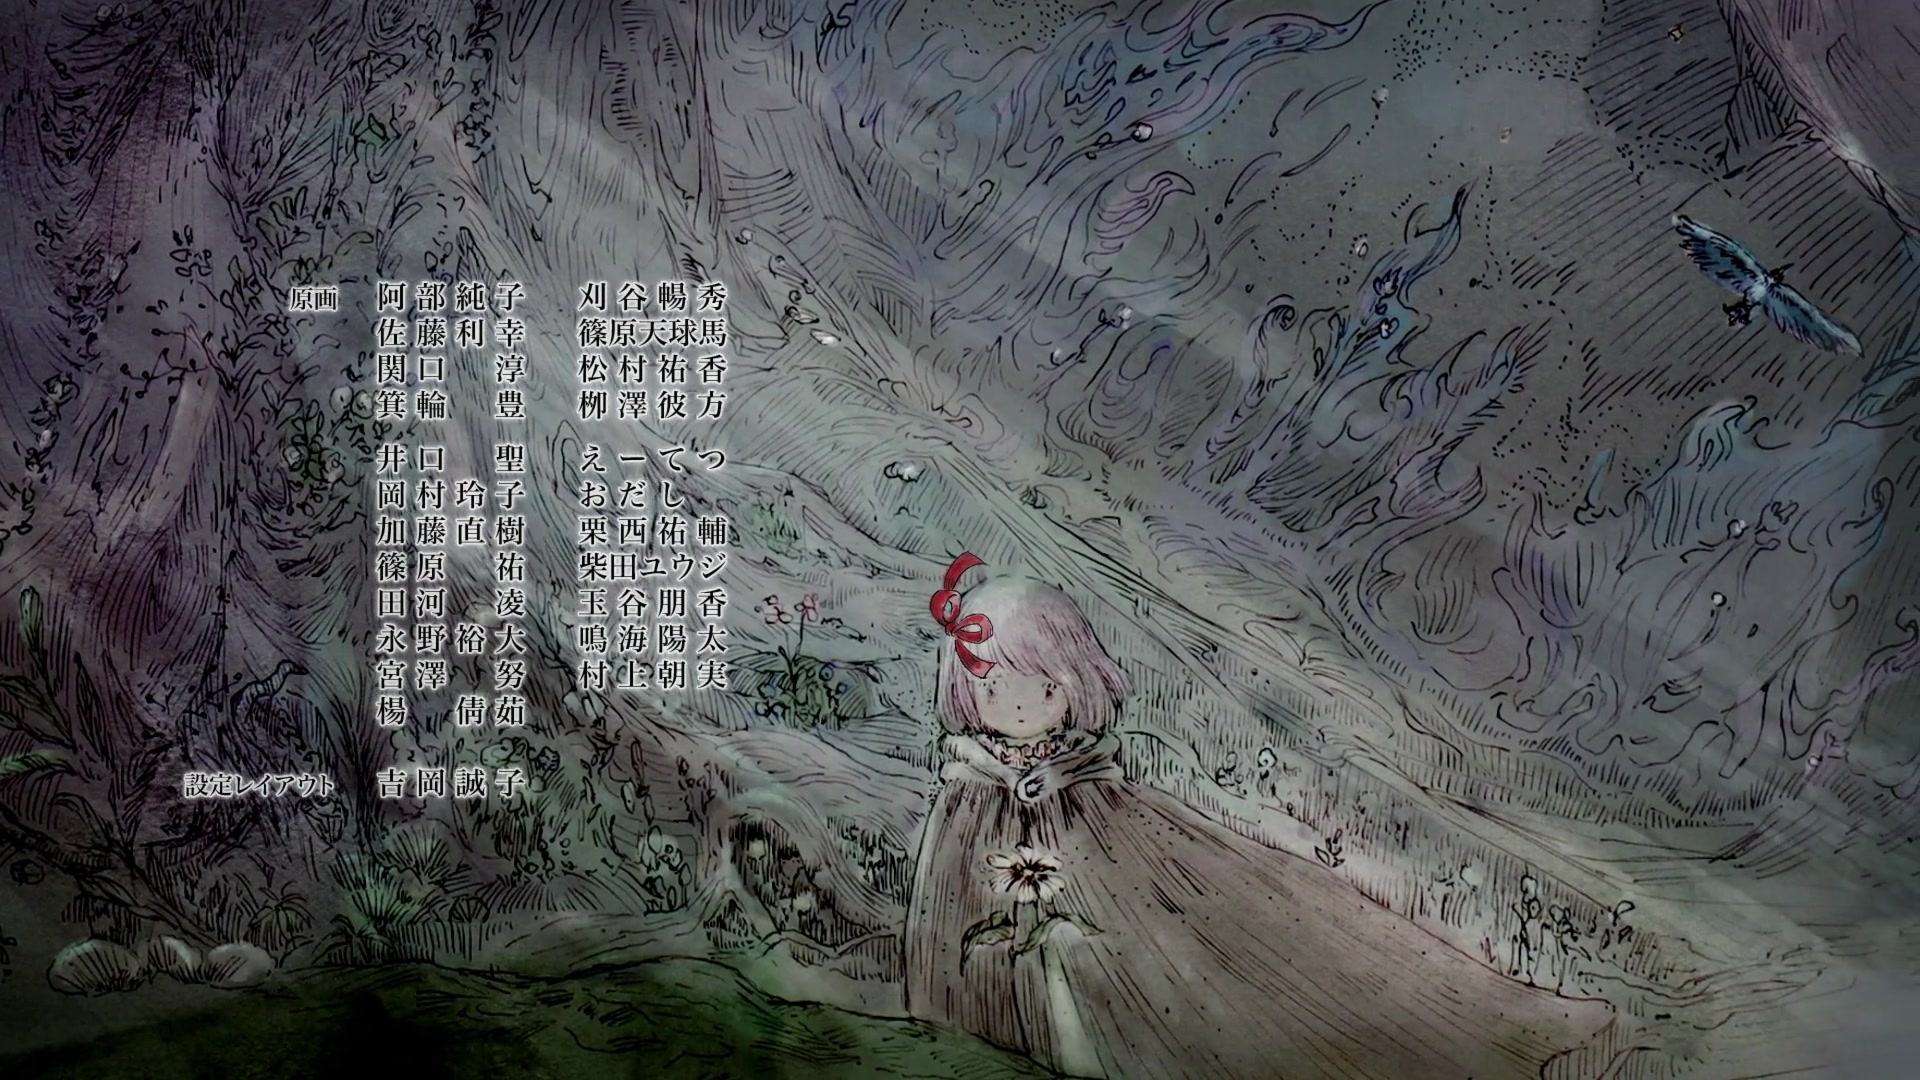 原画 阿部純子 刈谷暢秀
佐藤利幸 篠原天球馬
関口淳 松村祐香
箕輪豊 柳澤彼方
井口聖 えーてつ
岡村玲子 おだし
加藤直樹 栗西祐輔
篠原祐 柴田ユウジ
田河凌 玉谷朋香
永野裕大 鳴海陽太
宮澤努 村上朝実
楊倩茹
設定レイアウト 吉岡誠子